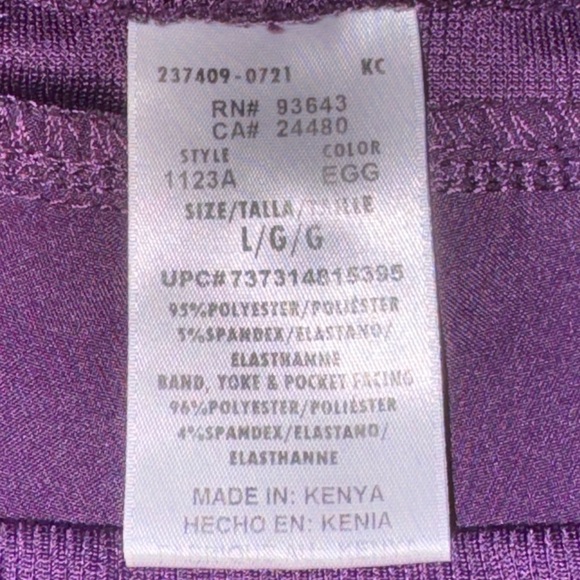 237409-0721 KC
RN# 93643
CA# 24480
STYLE COLOR
1123A EGG
SIZE/TALLA/TAILLE
L/G/G
UPC#737314815395
95%POLYESTER/POLIÉSTER
5%SPANDEX/ELASTANO/
ELASTHANNE
BAND, YOKE & POCKET FACING
96%POLYESTER/POLIÉSTER
4%SPANDEX/ELASTANO/
ELASTHANNE
MADE IN: KENYA
HECHO EN: KENIA